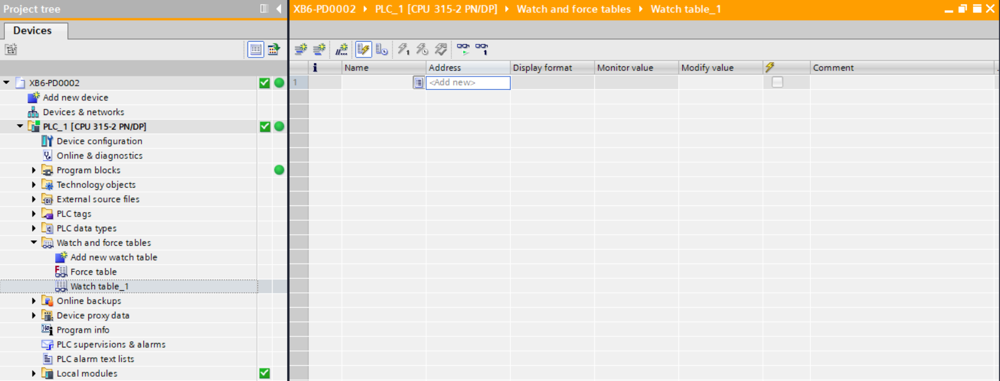 Project tree
XB6-PD0002 ▸ PLC_1 [CPU 315-2 PN/DP] ▸ Watch and force tables ▸ Watch table_1
Devices
i Name Address Display format Monitor value Modify value Comment
1 <Add new>
XB6-PD0002
Add new device
Devices & networks
PLC_1 [CPU 315-2 PN/DP]
Device configuration
Online & diagnostics
Program blocks
Technology objects
External source files
PLC tags
PLC data types
Watch and force tables
Add new watch table
Force table
Watch table_1
Online backups
Device proxy data
Program info
PLC supervisions & alarms
PLC alarm text lists
Local modules